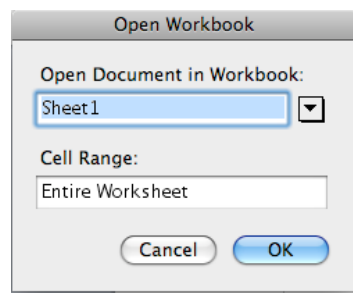 Open Workbook
Open Document in Workbook:
Sheet1
Cell Range:
Entire Worksheet
Cancel OK